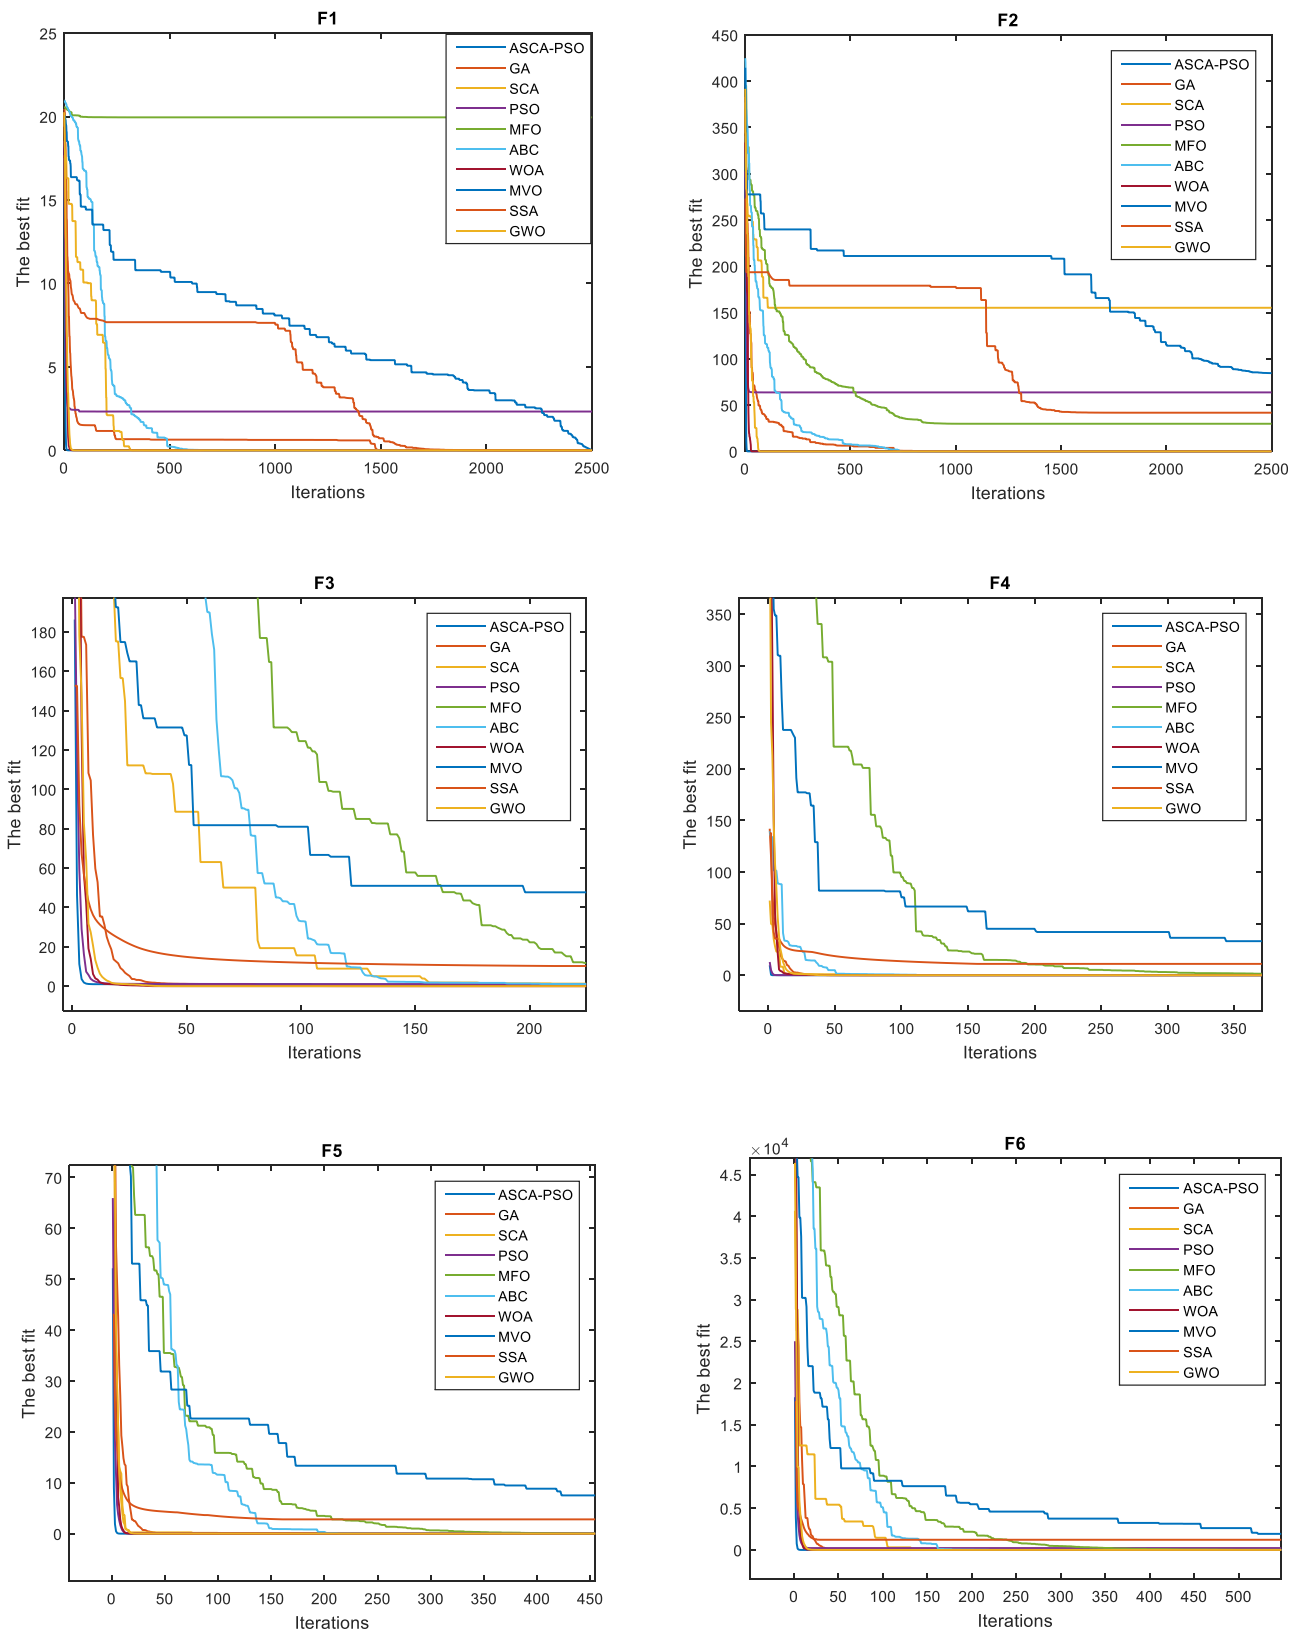 F1
25
20
15
10
5
0
The best fit
0 500 1000 1500 2000 2500
Iterations
ASCA-PSO
GA
SCA
PSO
MFO
ABC
WOA
MVO
SSA
GWO
F2
450
400
350
300
250
200
150
100
50
0
The best fit
0 500 1000 1500 2000 2500
Iterations
ASCA-PSO
GA
SCA
PSO
MFO
ABC
WOA
MVO
SSA
GWO
F3
180
160
140
120
100
80
60
40
20
0
The best fit
0 50 100 150 200
Iterations
ASCA-PSO
GA
SCA
PSO
MFO
ABC
WOA
MVO
SSA
GWO
F4
350
300
250
200
150
100
50
0
The best fit
0 50 100 150 200 250 300 350
Iterations
ASCA-PSO
GA
SCA
PSO
MFO
ABC
WOA
MVO
SSA
GWO
F5
70
60
50
40
30
20
10
0
The best fit
0 50 100 150 200 250 300 350 400 450
Iterations
ASCA-PSO
GA
SCA
PSO
MFO
ABC
WOA
MVO
SSA
GWO
F6
×10⁴
4.5
4
3.5
3
2.5
2
1.5
1
0.5
0
The best fit
0 50 100 150 200 250 300 350 400 450 500
Iterations
ASCA-PSO
GA
SCA
PSO
MFO
ABC
WOA
MVO
SSA
GWO